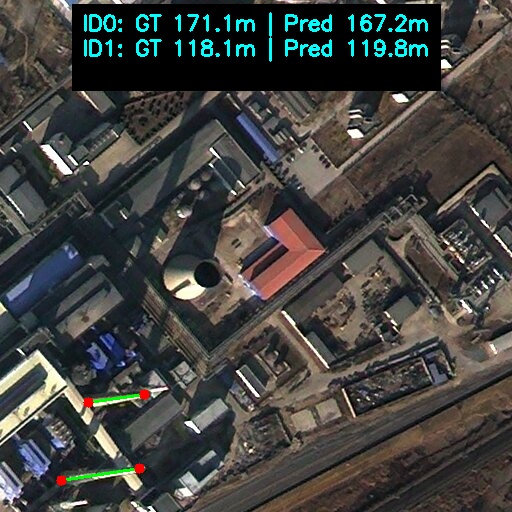 ID0: GT 171.1m | Pred 167.2m
ID1: GT 118.1m | Pred 119.8m